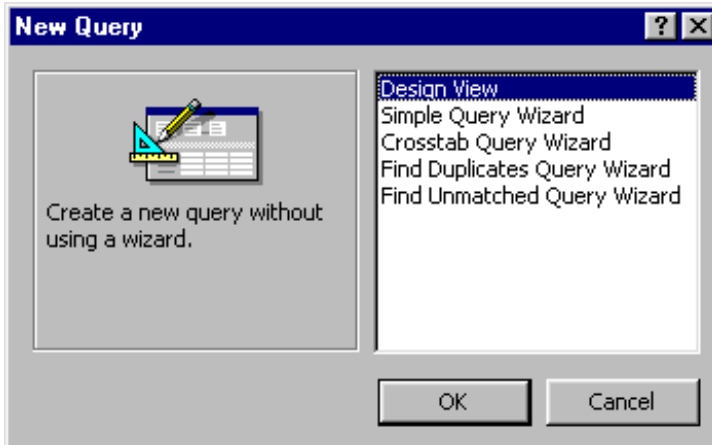 New Query
Create a new query without
using a wizard.
Design View
Simple Query Wizard
Crosstab Query Wizard
Find Duplicates Query Wizard
Find Unmatched Query Wizard
OK
Cancel